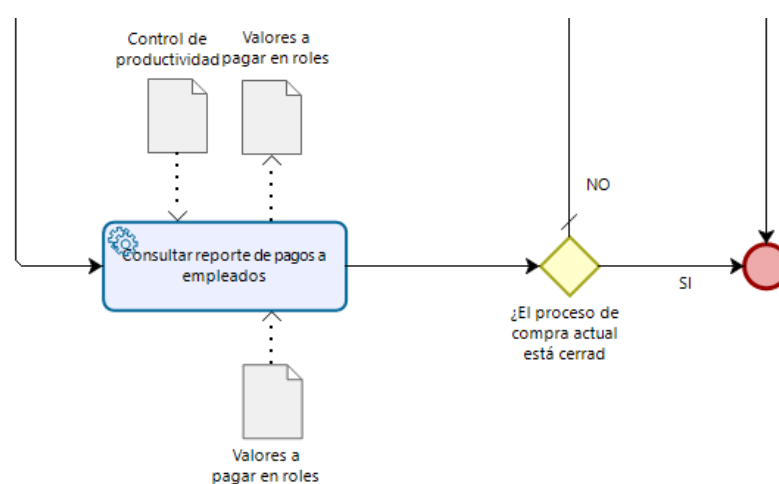 Control de
productividad
Valores a
pagar en roles
NO
Consultar reporte de pagos a
empleados
SI
¿El proceso de
compra actual
está cerrad
Valores a
pagar en roles